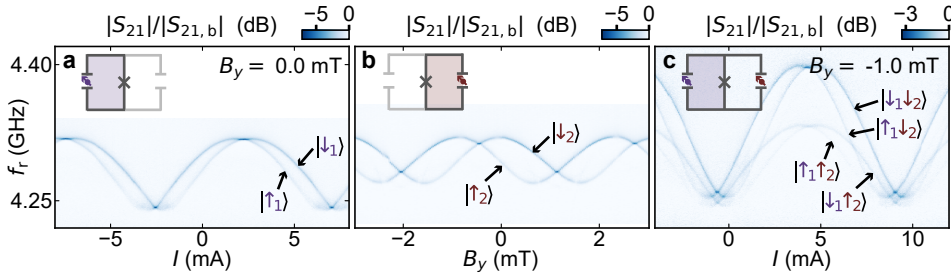 |S21|/|S21, b| (dB) −5 0
|S21|/|S21, b| (dB) −5 0
|S21|/|S21, b| (dB) −3 0
a By = 0.0 mT
b
c By = -1.0 mT
4.40
4.25
fr (GHz)
|↓1⟩
|↑1⟩
|↓2⟩
|↑2⟩
|↓1↓2⟩
|↑1↓2⟩
|↑1↑2⟩
|↓1↑2⟩
−5 0 5
−2 0 2
0 5 10
I (mA)
By (mT)
I (mA)